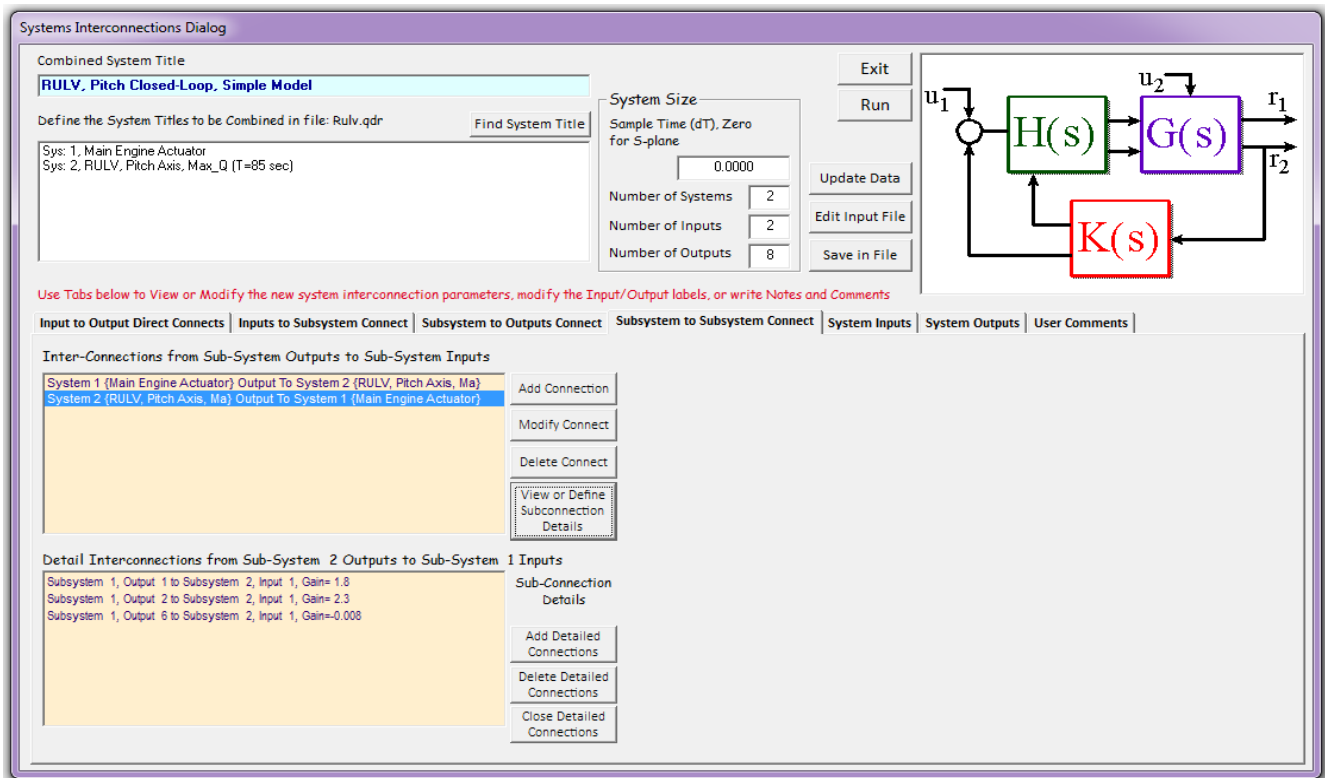 Systems Interconnections Dialog
Combined System Title
RULV, Pitch Closed-Loop, Simple Model
Define the System Titles to be Combined in file: Rulv.qdr
Find System Title
Sys: 1, Main Engine Actuator
Sys: 2, RULV, Pitch Axis, Max_Q (T=85 sec)
System Size
Sample Time (dT), Zero
for S-plane
0.0000
Number of Systems 2
Number of Inputs 2
Number of Outputs 8
Exit
Run
Update Data
Edit Input File
Save in File
u1
u2
H(s)
G(s)
r1
r2
K(s)
Use Tabs below to View or Modify the new system interconnection parameters, modify the Input/Output labels, or write Notes and Comments
Input to Output Direct Connects
Inputs to Subsystem Connect
Subsystem to Outputs Connect
Subsystem to Subsystem Connect
System Inputs
System Outputs
User Comments
Inter-Connections from Sub-System Outputs to Sub-System Inputs
System 1 {Main Engine Actuator} Output To System 2 {RULV, Pitch Axis, Ma}
System 2 {RULV, Pitch Axis, Ma} Output To System 1 {Main Engine Actuator}
Add Connection
Modify Connect
Delete Connect
View or Define
Subconnection
Details
Detail Interconnections from Sub-System 2 Outputs to Sub-System 1 Inputs
Subsystem 1, Output 1 to Subsystem 2, Input 1, Gain= 1.8
Subsystem 1, Output 2 to Subsystem 2, Input 1, Gain= 2.3
Subsystem 1, Output 6 to Subsystem 2, Input 1, Gain=-0.008
Sub-Connection
Details
Add Detailed
Connections
Delete Detailed
Connections
Close Detailed
Connections